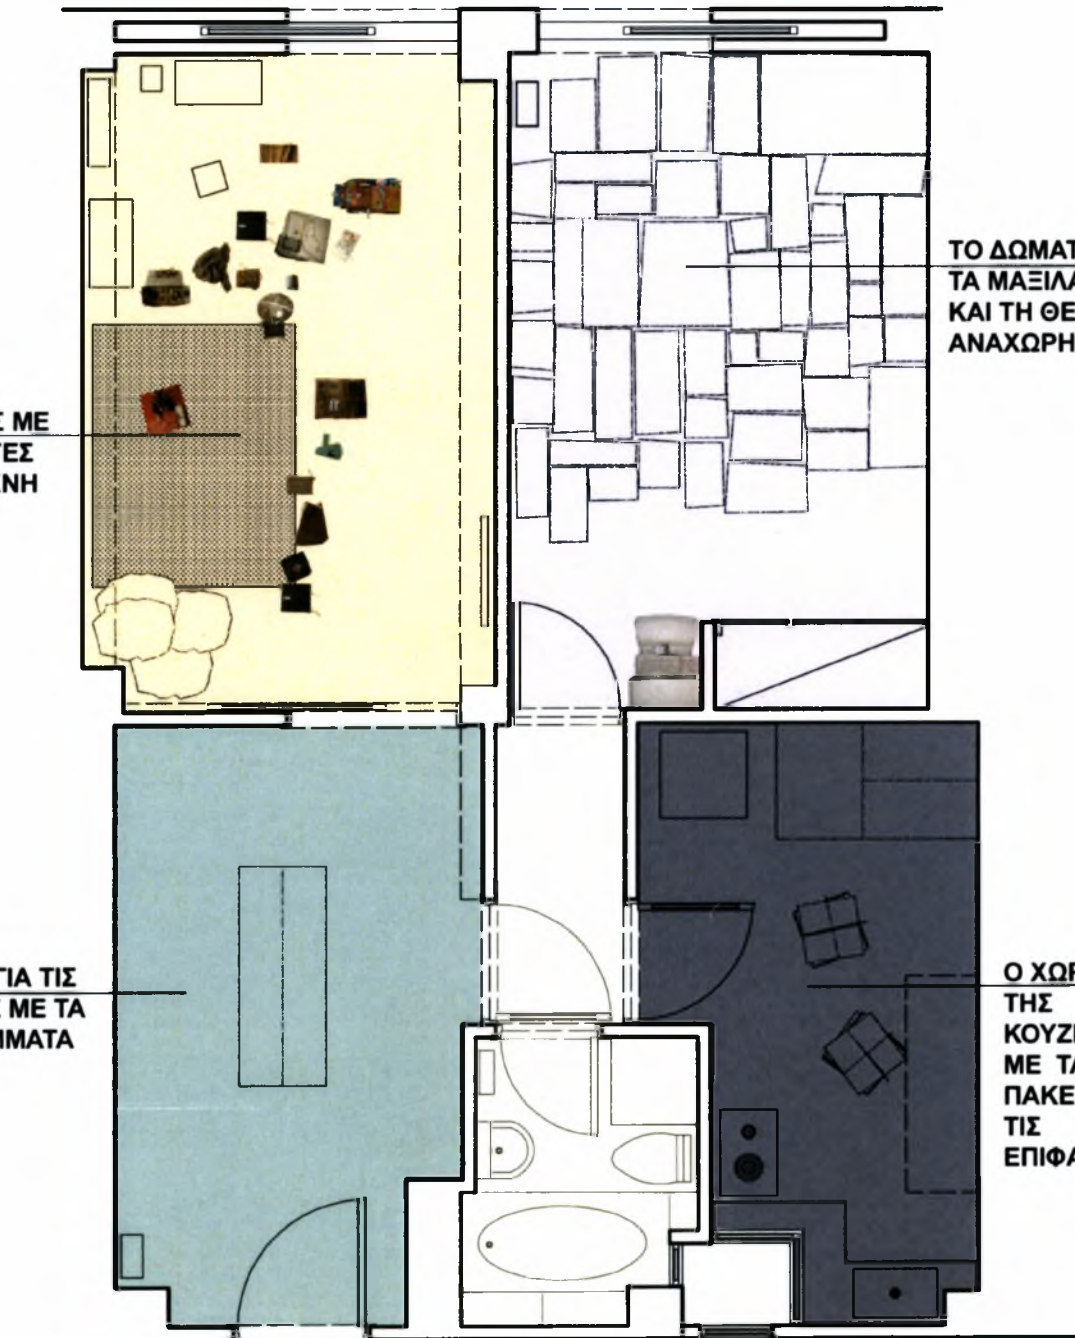 ΤΟ ΔΩΜΑΤ
ΤΑ ΜΑΞΙΛΑ
ΚΑΙ ΤΗ ΘΕ
ΑΝΑΧΩΡΗ
Σ ΜΕ
ΤΕΣ
ΕΝΗ
ΓΙΑ ΤΙΣ
Σ ΜΕ ΤΑ
ΙΜΑΤΑ
Ο ΧΩΡ
ΤΗΣ
ΚΟΥΖΙ
ΜΕ ΤΑ
ΠΑΚΕ
ΤΙΣ
ΕΠΙΦΑ